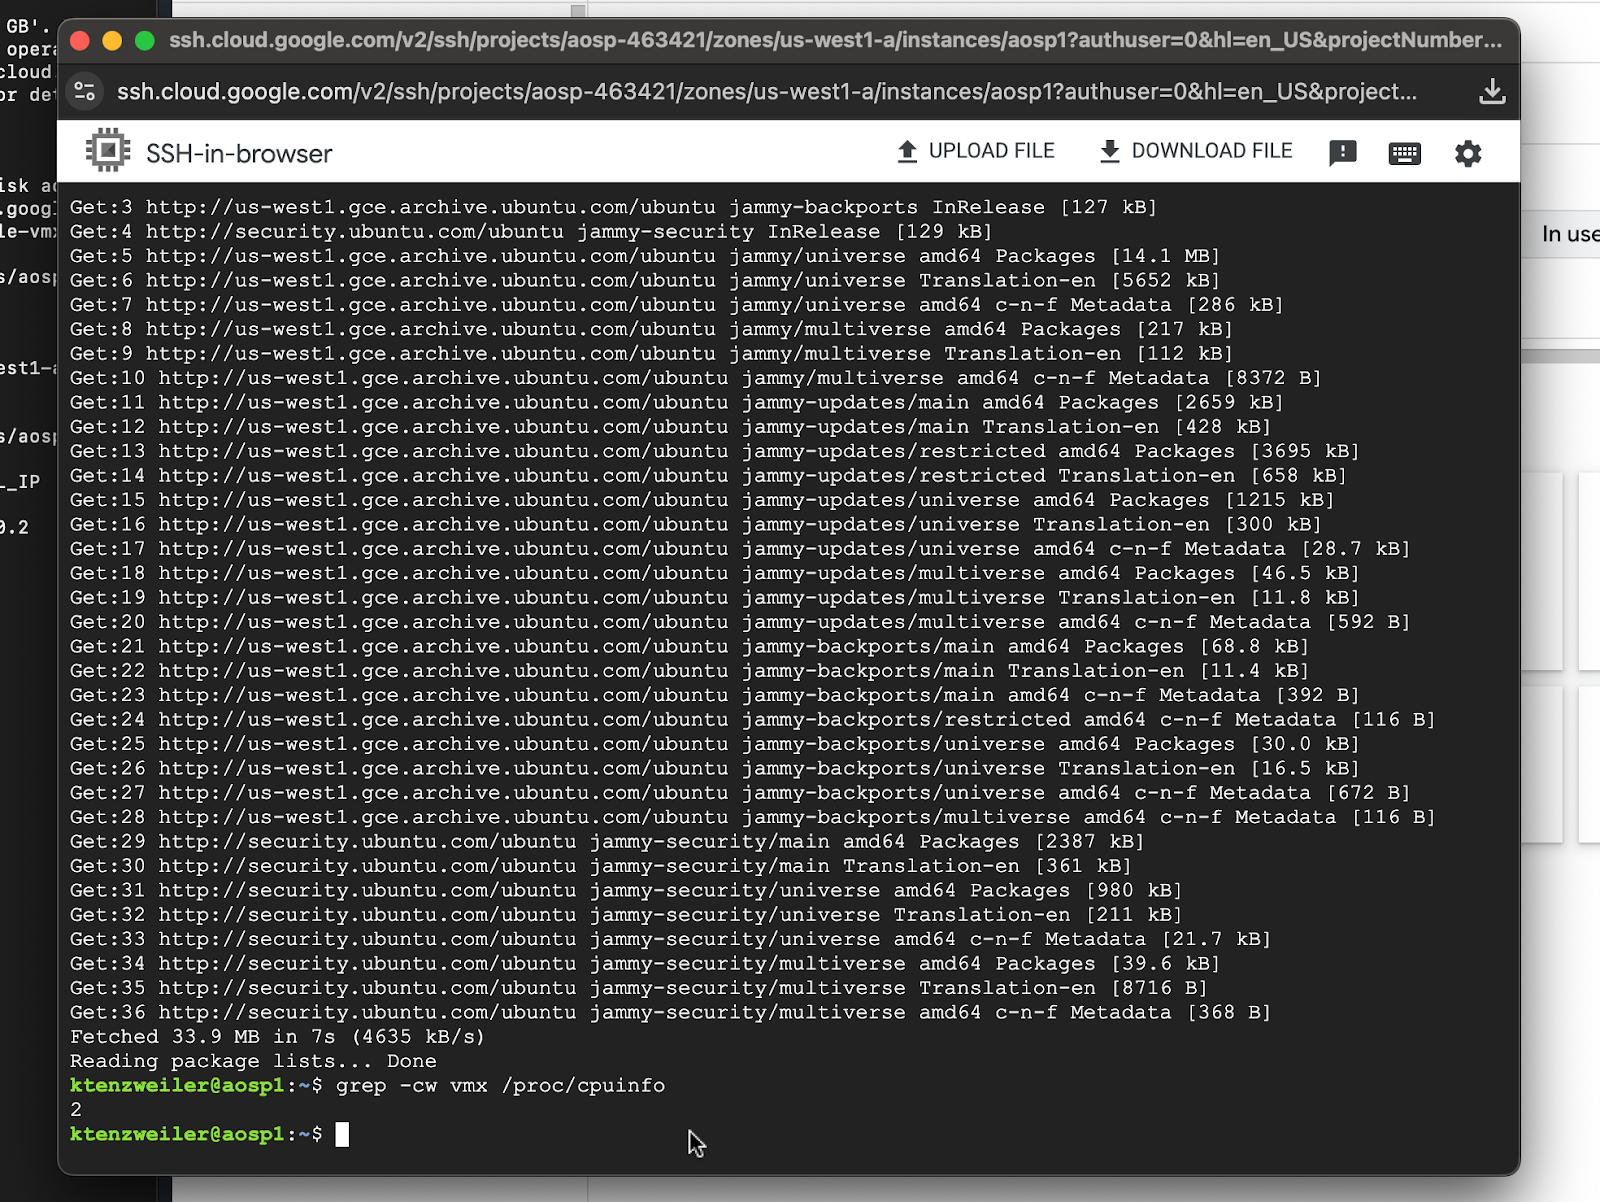 GB'.
opera
cloud.
or det
isk ad
.googl
le-vmx
s/aosp
est1-a
s/aosp
L_IP
0.2
ssh.cloud.google.com/v2/ssh/projects/aosp-463421/zones/us-west1-a/instances/aosp1?authuser=0&hl=en_US&projectNumber...
ssh.cloud.google.com/v2/ssh/projects/aosp-463421/zones/us-west1-a/instances/aosp1?authuser=0&hl=en_US&project...
SSH-in-browser UPLOAD FILE DOWNLOAD FILE
Get:3 http://us-west1.gce.archive.ubuntu.com/ubuntu jammy-backports InRelease [127 kB]
Get:4 http://security.ubuntu.com/ubuntu jammy-security InRelease [129 kB]
Get:5 http://us-west1.gce.archive.ubuntu.com/ubuntu jammy/universe amd64 Packages [14.1 MB]
Get:6 http://us-west1.gce.archive.ubuntu.com/ubuntu jammy/universe Translation-en [5652 kB]
Get:7 http://us-west1.gce.archive.ubuntu.com/ubuntu jammy/universe amd64 c-n-f Metadata [286 kB]
Get:8 http://us-west1.gce.archive.ubuntu.com/ubuntu jammy/multiverse amd64 Packages [217 kB]
Get:9 http://us-west1.gce.archive.ubuntu.com/ubuntu jammy/multiverse Translation-en [112 kB]
Get:10 http://us-west1.gce.archive.ubuntu.com/ubuntu jammy/multiverse amd64 c-n-f Metadata [8372 B]
Get:11 http://us-west1.gce.archive.ubuntu.com/ubuntu jammy-updates/main amd64 Packages [2659 kB]
Get:12 http://us-west1.gce.archive.ubuntu.com/ubuntu jammy-updates/main Translation-en [428 kB]
Get:13 http://us-west1.gce.archive.ubuntu.com/ubuntu jammy-updates/restricted amd64 Packages [3695 kB]
Get:14 http://us-west1.gce.archive.ubuntu.com/ubuntu jammy-updates/restricted Translation-en [658 kB]
Get:15 http://us-west1.gce.archive.ubuntu.com/ubuntu jammy-updates/universe amd64 Packages [1215 kB]
Get:16 http://us-west1.gce.archive.ubuntu.com/ubuntu jammy-updates/universe Translation-en [300 kB]
Get:17 http://us-west1.gce.archive.ubuntu.com/ubuntu jammy-updates/universe amd64 c-n-f Metadata [28.7 kB]
Get:18 http://us-west1.gce.archive.ubuntu.com/ubuntu jammy-updates/multiverse amd64 Packages [46.5 kB]
Get:19 http://us-west1.gce.archive.ubuntu.com/ubuntu jammy-updates/multiverse Translation-en [11.8 kB]
Get:20 http://us-west1.gce.archive.ubuntu.com/ubuntu jammy-updates/multiverse amd64 c-n-f Metadata [592 B]
Get:21 http://us-west1.gce.archive.ubuntu.com/ubuntu jammy-backports/main amd64 Packages [68.8 kB]
Get:22 http://us-west1.gce.archive.ubuntu.com/ubuntu jammy-backports/main Translation-en [11.4 kB]
Get:23 http://us-west1.gce.archive.ubuntu.com/ubuntu jammy-backports/main amd64 c-n-f Metadata [392 B]
Get:24 http://us-west1.gce.archive.ubuntu.com/ubuntu jammy-backports/restricted amd64 c-n-f Metadata [116 B]
Get:25 http://us-west1.gce.archive.ubuntu.com/ubuntu jammy-backports/universe amd64 Packages [30.0 kB]
Get:26 http://us-west1.gce.archive.ubuntu.com/ubuntu jammy-backports/universe Translation-en [16.5 kB]
Get:27 http://us-west1.gce.archive.ubuntu.com/ubuntu jammy-backports/universe amd64 c-n-f Metadata [672 B]
Get:28 http://us-west1.gce.archive.ubuntu.com/ubuntu jammy-backports/multiverse amd64 c-n-f Metadata [116 B]
Get:29 http://security.ubuntu.com/ubuntu jammy-security/main amd64 Packages [2387 kB]
Get:30 http://security.ubuntu.com/ubuntu jammy-security/main Translation-en [361 kB]
Get:31 http://security.ubuntu.com/ubuntu jammy-security/universe amd64 Packages [980 kB]
Get:32 http://security.ubuntu.com/ubuntu jammy-security/universe Translation-en [211 kB]
Get:33 http://security.ubuntu.com/ubuntu jammy-security/universe amd64 c-n-f Metadata [21.7 kB]
Get:34 http://security.ubuntu.com/ubuntu jammy-security/multiverse amd64 Packages [39.6 kB]
Get:35 http://security.ubuntu.com/ubuntu jammy-security/multiverse Translation-en [8716 B]
Get:36 http://security.ubuntu.com/ubuntu jammy-security/multiverse amd64 c-n-f Metadata [368 B]
Fetched 33.9 MB in 7s (4635 kB/s)
Reading package lists... Done
ktenzweiler@aosp1:~$ grep -cw vmx /proc/cpuinfo
2
ktenzweiler@aosp1:~$
In use